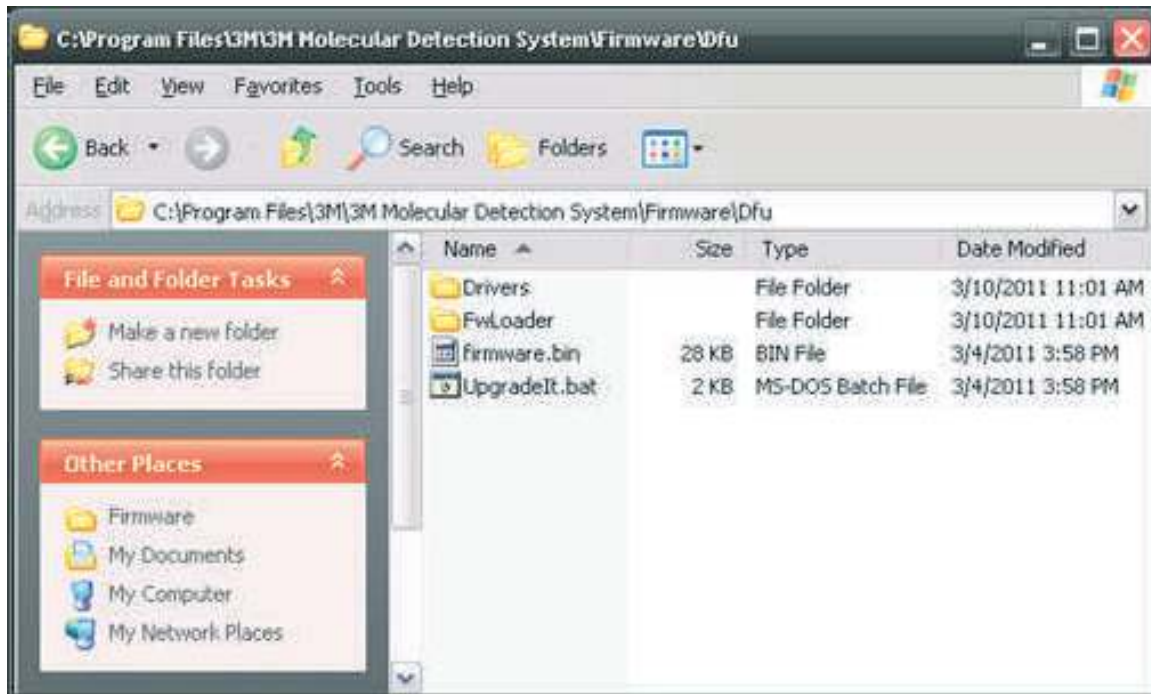 C:\Program Files\3M\3M Molecular Detection System\Firmware\Dfu
File Edit View Favorites Tools Help
Back Search Folders
Address C:\Program Files\3M\3M Molecular Detection System\Firmware\Dfu
Name Size Type Date Modified
File and Folder Tasks
Make a new folder
Share this folder
Other Places
Firmware
My Documents
My Computer
My Network Places
Drivers File Folder 3/10/2011 11:01 AM
FwLoader File Folder 3/10/2011 11:01 AM
firmware.bin 28 KB BIN File 3/4/2011 3:58 PM
UpgradeIt.bat 2 KB MS-DOS Batch File 3/4/2011 3:58 PM